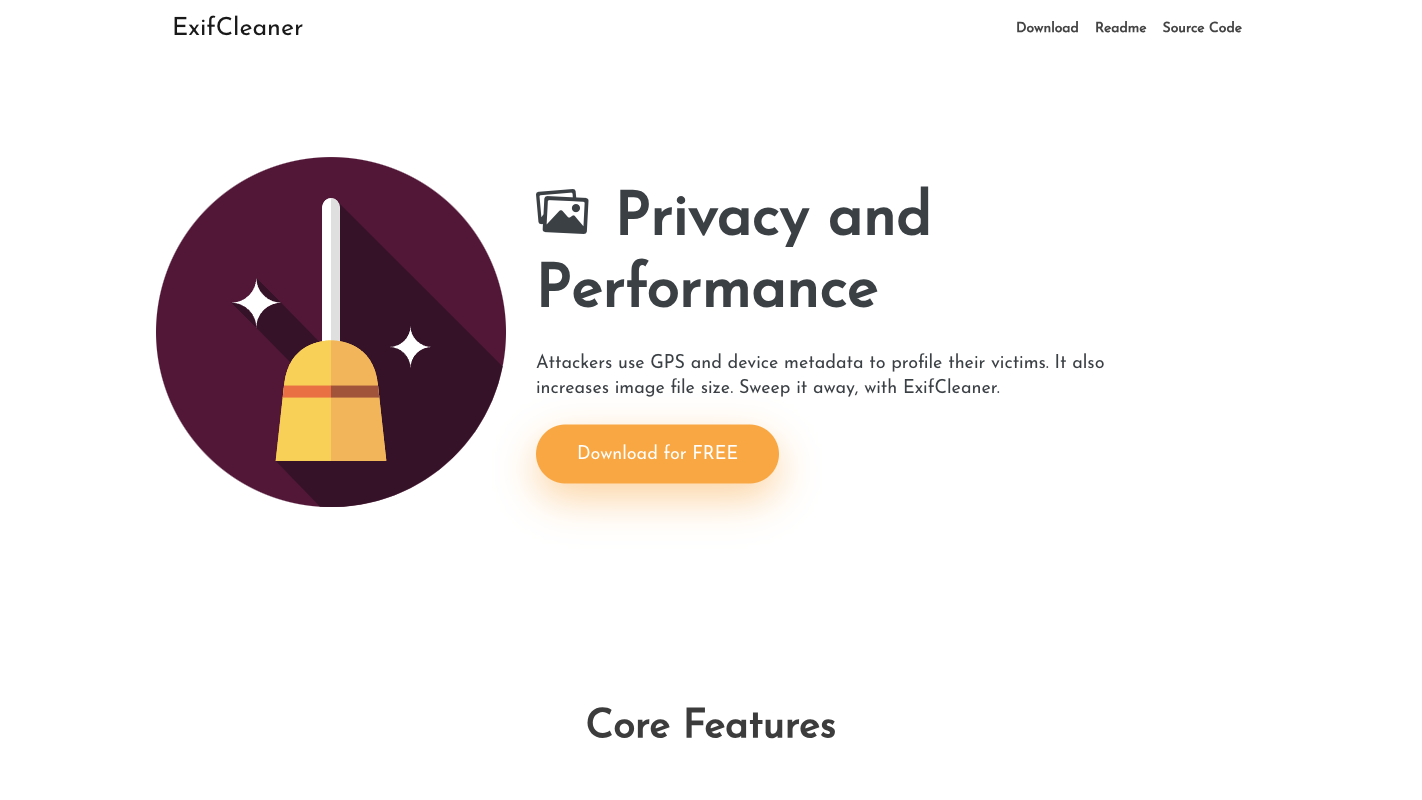 ExifCleaner
Download Readme Source Code
Privacy and
Performance
Attackers use GPS and device metadata to profile their victims. It also
increases image file size. Sweep it away, with ExifCleaner.
Download for FREE
Core Features